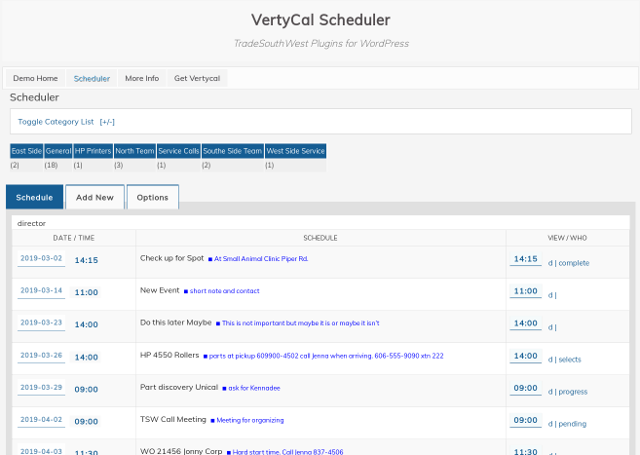 VertyCal Scheduler
TradeSouthWest Plugins for WordPress
Demo Home Scheduler More Info Get Vertycal
Scheduler
Toggle Category List [+/-]
East Side General HP Printers North Team Service Calls Southe Side Team West Side Service
(2) (18) (1) (3) (1) (2) (1)
Schedule Add New Options
director
DATE / TIME SCHEDULE VIEW / WHO
2019-03-02 14:15 Check up for Spot ■ At Small Animal Clinic Piper Rd. 14:15 d | complete
2019-03-14 11:00 New Event ■ short note and contact 11:00 d |
2019-03-23 14:00 Do this later Maybe ■ This is not important but maybe it is or maybe it isn't 14:00 d |
2019-03-26 14:00 HP 4550 Rollers ■ parts at pickup 609900-4502 call Jenna when arriving, 606-555-9090 xtn 222 14:00 d | selects
2019-03-29 09:00 Part discovery Unical ■ ask for Kennadee 09:00 d | progress
2019-04-02 09:00 TSW Call Meeting ■ Meeting for organizing 09:00 d | pending
2019-04-03 11:30 WO 21456 Jonny Corp ■ Hard start time. Call Jenna 837-4506 11:30 d |